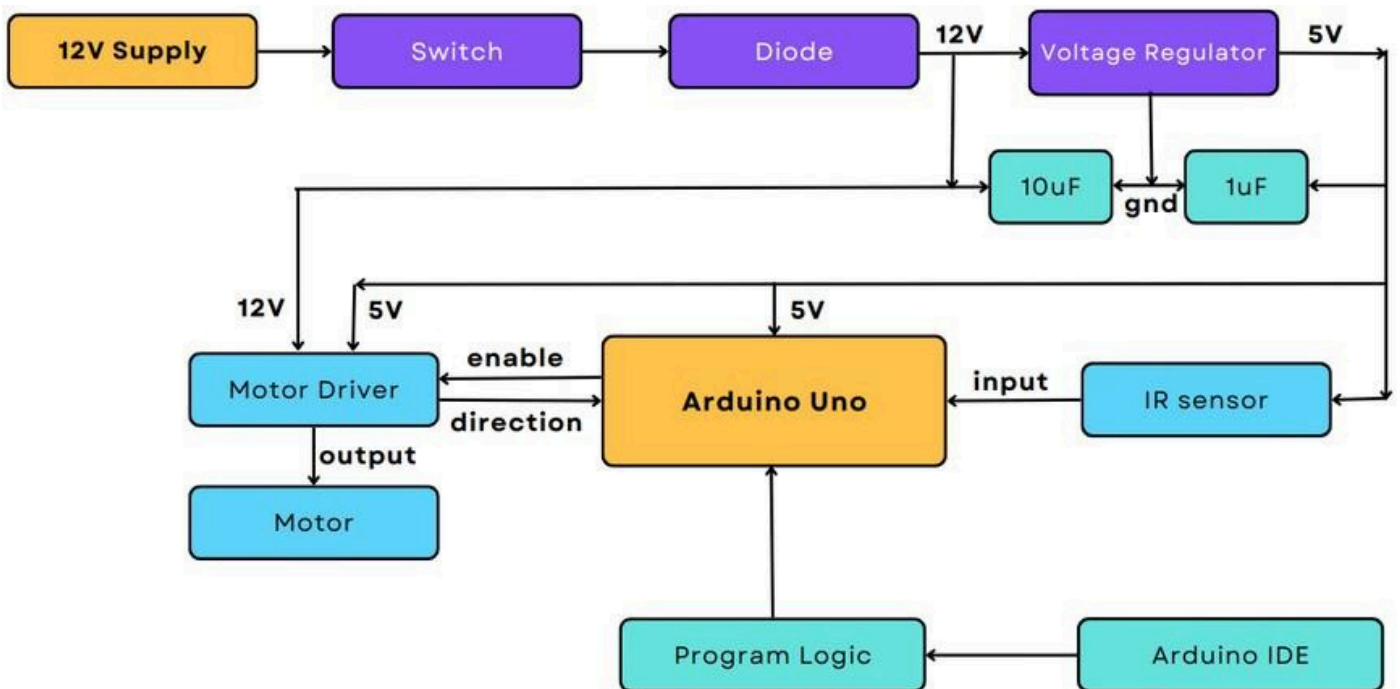 12V Supply
Switch
Diode
12V
Voltage Regulator
5V
10uF
gnd
1uF
12V
5V
5V
Motor Driver
enable
direction
Arduino Uno
input
IR sensor
output
Motor
Program Logic
Arduino IDE